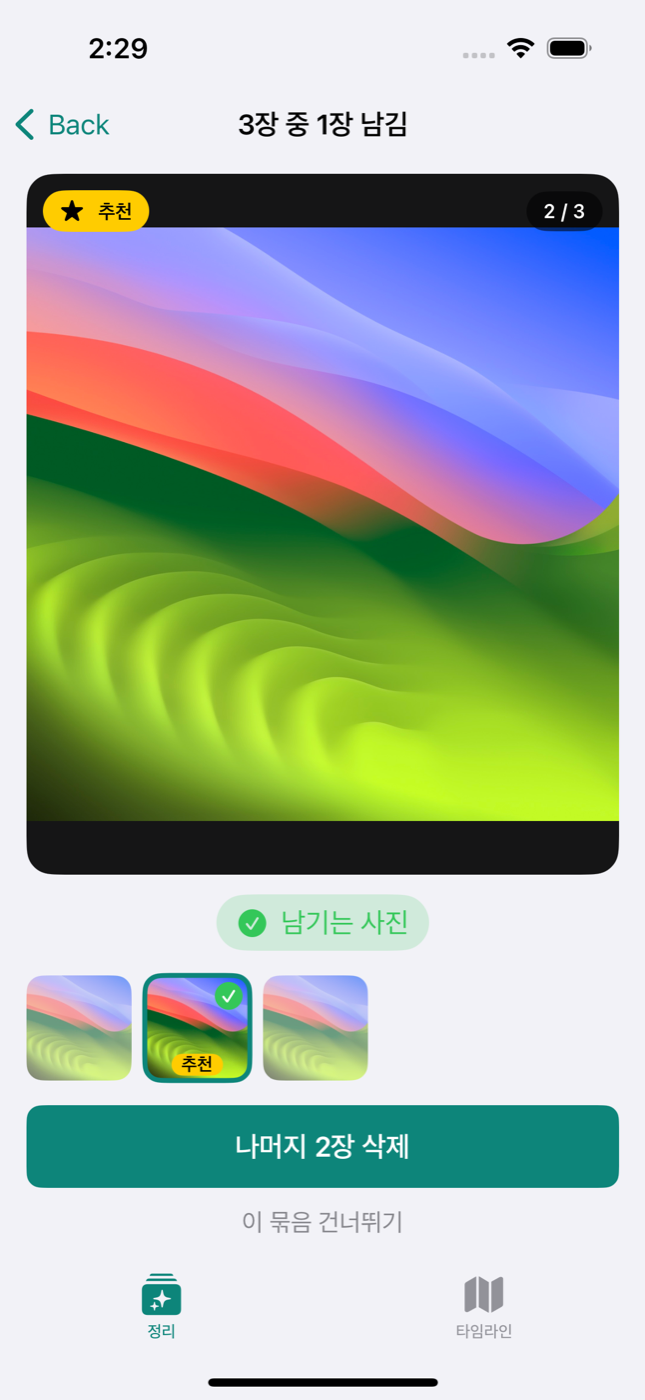 2:29
Back
3장 중 1장 남김
추천
2 / 3
남기는 사진
추천
나머지 2장 삭제
이 묶음 건너뛰기
정리
타임라인